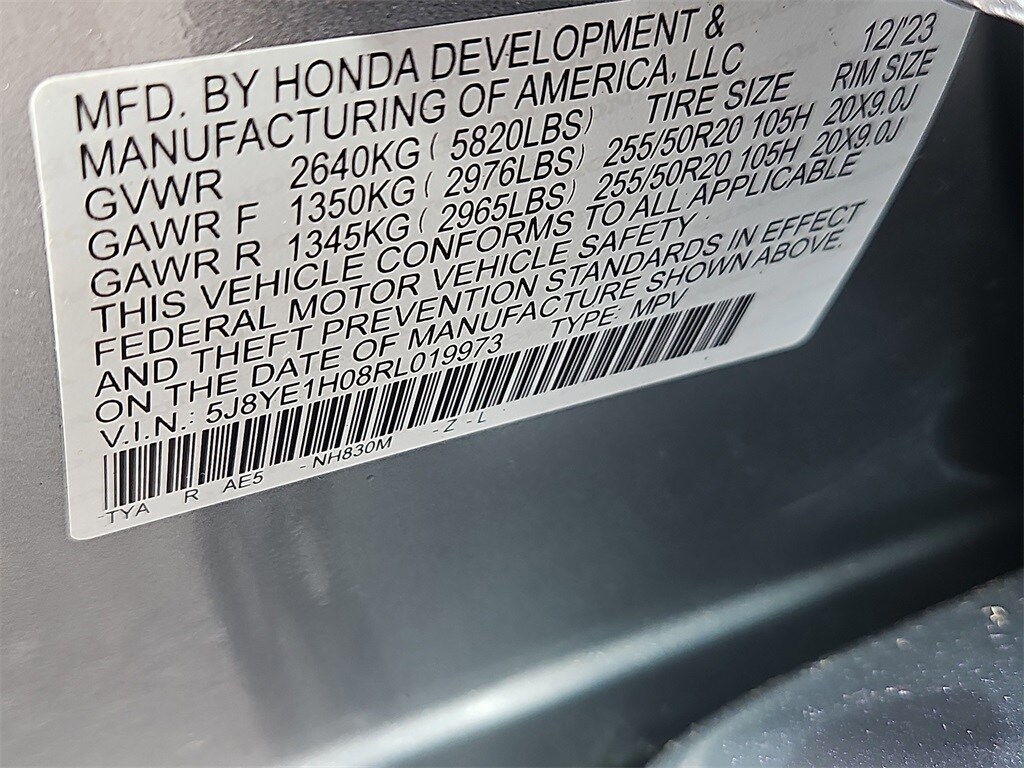 12/'23
MFD. BY HONDA DEVELOPMENT &
MANUFACTURING OF AMERICA, LLC
TIRE SIZE RIM SIZE
GVWR 2640KG ( 5820LBS)
GAWR F 1350KG ( 2976LBS) 255/50R20 105H 20X9.0J
GAWR R 1345KG ( 2965LBS) 255/50R20 105H 20X9.0J
THIS VEHICLE CONFORMS TO ALL APPLICABLE
FEDERAL MOTOR VEHICLE SAFETY
AND THEFT PREVENTION STANDARDS IN EFFECT
ON THE DATE OF MANUFACTURE SHOWN ABOVE.
V.I.N.: 5J8YE1H08RL019973 TYPE: MPV
TYA R AE5 - NH830M - Z - L